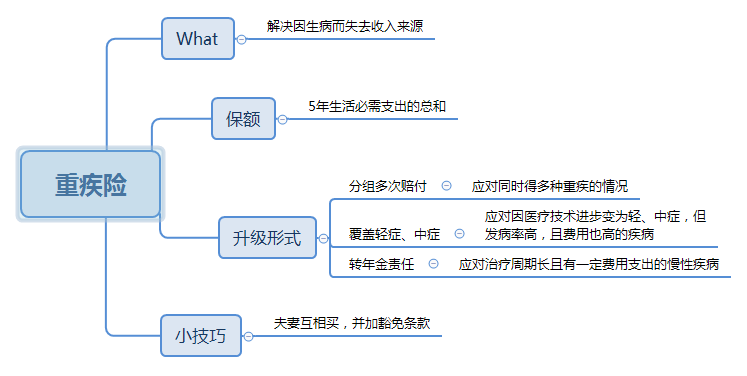 What
解决因生病而失去收入来源
保额
5年生活必需支出的总和
重疾险
升级形式
分组多次赔付
应对同时得多种重疾的情况
覆盖轻症、中症
应对因医疗技术进步变为轻、中症，但
发病率高，且费用也高的疾病
转年金责任
应对治疗周期长且有一定费用支出的慢性疾病
小技巧
夫妻互相买，并加豁免条款